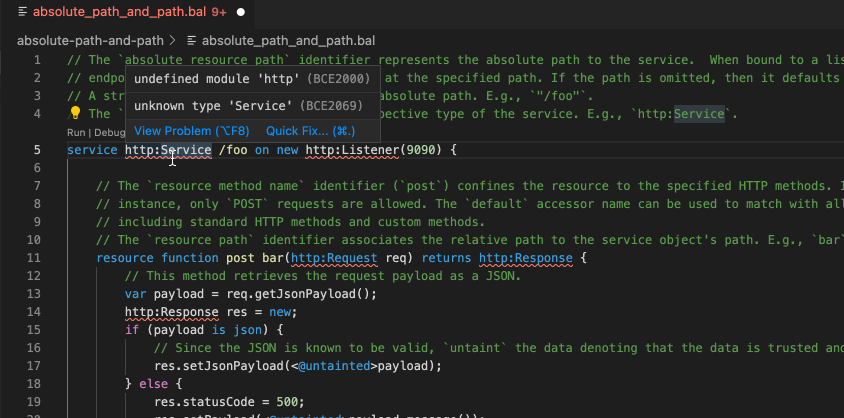 absolute_path_and_path.bal 9+
absolute-path-and-path > absolute_path_and_path.bal
1 // The `absolute resource path` identifier represents the absolute path to the service. When bound to a lis
2 // endpo at the specified path. If the path is omitted, then it defaults
3 // A str absolute path. E.g., `"/foo"`.
4 // The ` pective type of the service. E.g., `http:Service`.
undefined module 'http' (BCE2000)
unknown type 'Service' (BCE2069)
View Problem (⌥F8) Quick Fix... (⌘.)
Run | Debug
5 service http:Service /foo on new http:Listener(9090) {
6
7 // The `resource method name` identifier (`post`) confines the resource to the specified HTTP methods. I
8 // instance, only `POST` requests are allowed. The `default` accessor name can be used to match with all
9 // including standard HTTP methods and custom methods.
10 // The `resource path` identifier associates the relative path to the service object's path. E.g., `bar`
11 resource function post bar(http:Request req) returns http:Response {
12 // This method retrieves the request payload as a JSON.
13 var payload = req.getJsonPayload();
14 http:Response res = new;
15 if (payload is json) {
16 // Since the JSON is known to be valid, `untaint` the data denoting that the data is trusted and
17 res.setJsonPayload(<@untainted>payload);
18 } else {
19 res.statusCode = 500;
20 res.setPayload(<@untainted>payload.message());